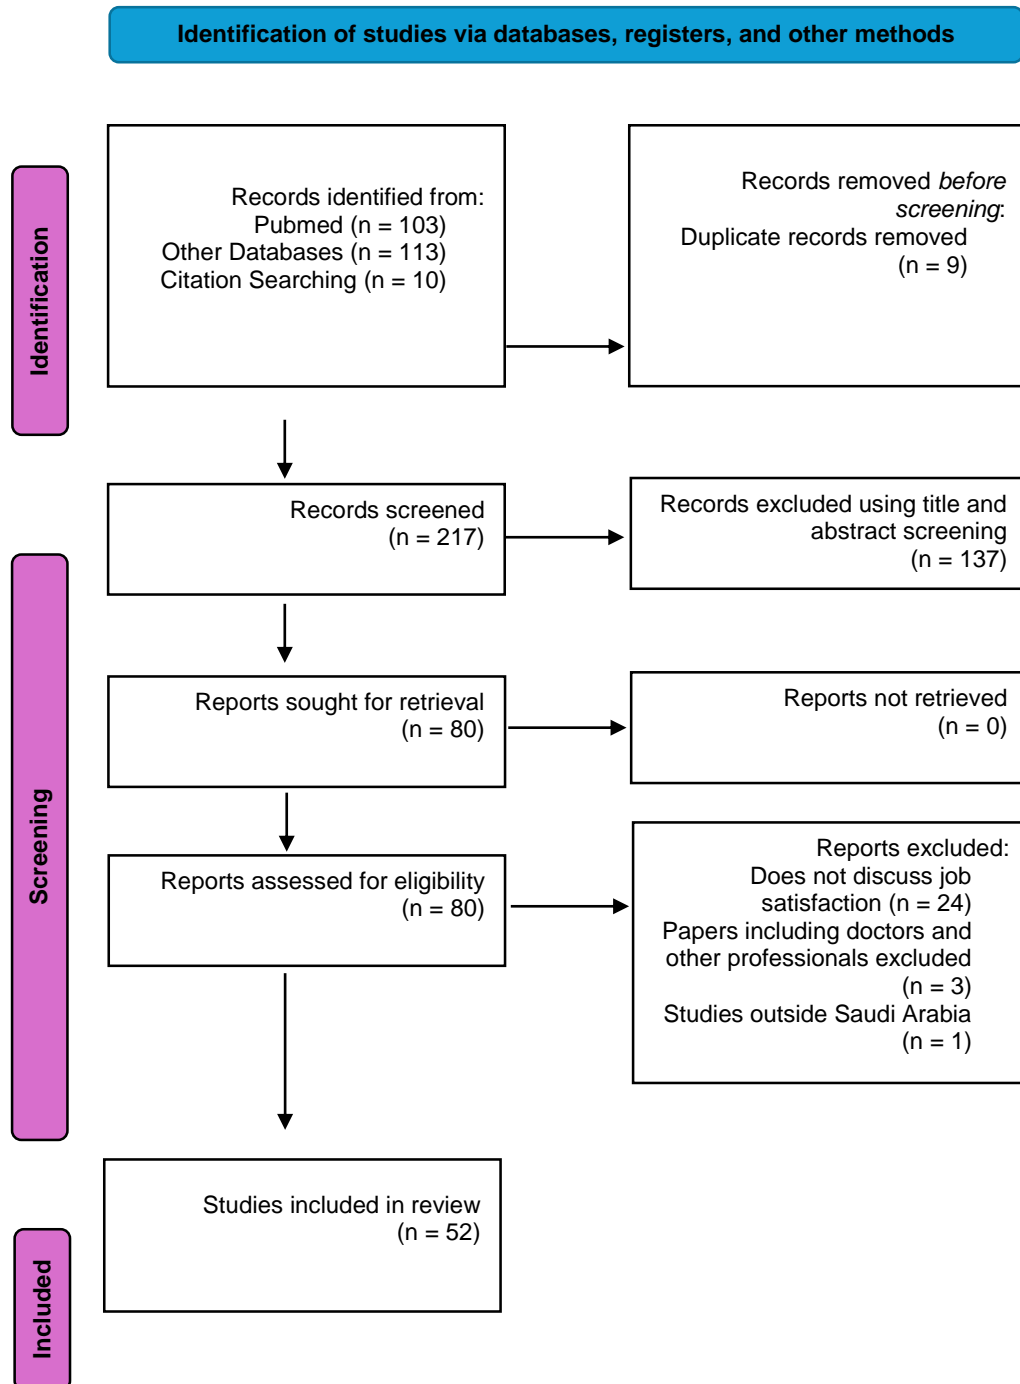 Identification of studies via databases, registers, and other methods
Identification
Records identified from:
Pubmed (n = 103)
Other Databases (n = 113)
Citation Searching (n = 10)
Records removed before
screening:
Duplicate records removed
(n = 9)
Screening
Records screened
(n = 217)
Records excluded using title and
abstract screening
(n = 137)
Reports sought for retrieval
(n = 80)
Reports not retrieved
(n = 0)
Reports assessed for eligibility
(n = 80)
Reports excluded:
Does not discuss job
satisfaction (n = 24)
Papers including doctors and
other professionals excluded
(n = 3)
Studies outside Saudi Arabia
(n = 1)
Included
Studies included in review
(n = 52)